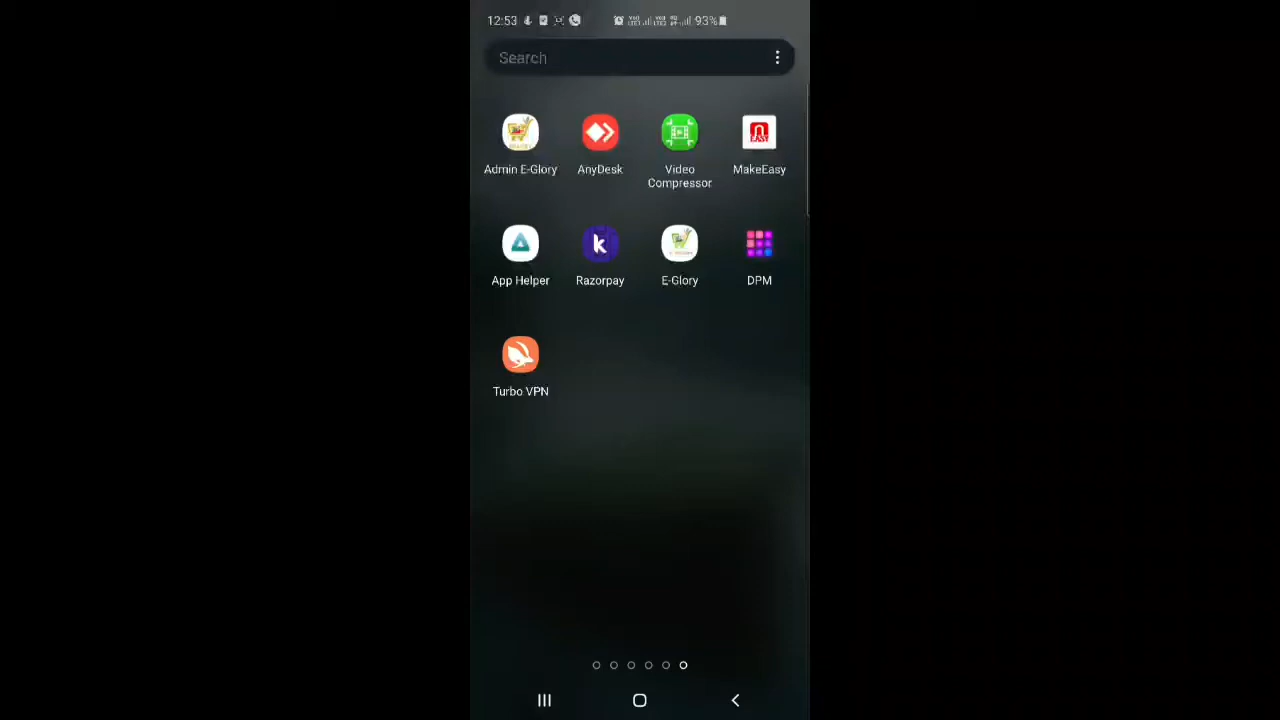 12:53 93%
Search
Admin E-Glory AnyDesk Video Compressor MakeEasy
App Helper Razorpay E-Glory DPM
Turbo VPN